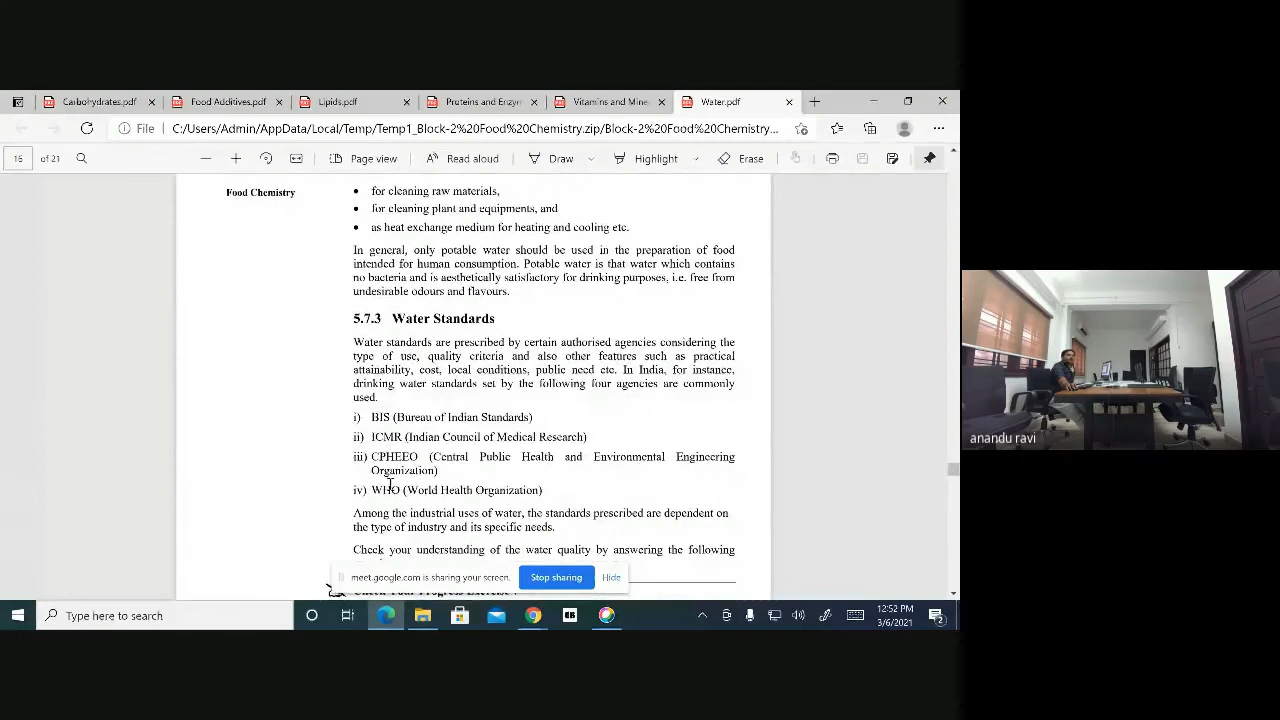 Carbohydrates.pdf
Food Additives.pdf
Lipids.pdf
Proteins and Enzyn
Vitamins and Mine
Water.pdf
File
C:/Users/Admin/AppData/Local/Temp/Temp1_Block-2%20Food%20Chemistry.zip/Block-2%20Food%20Chemistry...
16 of 21
Page view
Read aloud
Draw
Highlight
Erase
Food Chemistry
• for cleaning raw materials,
• for cleaning plant and equipments, and
• as heat exchange medium for heating and cooling etc.
In general, only potable water should be used in the preparation of food
intended for human consumption. Potable water is that water which contains
no bacteria and is aesthetically satisfactory for drinking purposes, i.e. free from
undesirable odours and flavours.
5.7.3 Water Standards
Water standards are prescribed by certain authorised agencies considering the
type of use, quality criteria and also other features such as practical
attainability, cost, local conditions, public need etc. In India, for instance,
drinking water standards set by the following four agencies are commonly
used.
i) BIS (Bureau of Indian Standards)
ii) ICMR (Indian Council of Medical Research)
iii) CPHEEO (Central Public Health and Environmental Engineering
Organization)
iv) WHO (World Health Organization)
Among the industrial uses of water, the standards prescribed are dependent on
the type of industry and its specific needs.
Check your understanding of the water quality by answering the following
meet.google.com is sharing your screen.
Stop sharing
Hide
Check Your Progress Exercise
Type here to search
12:52 PM
3/6/2021
2
anandu ravi